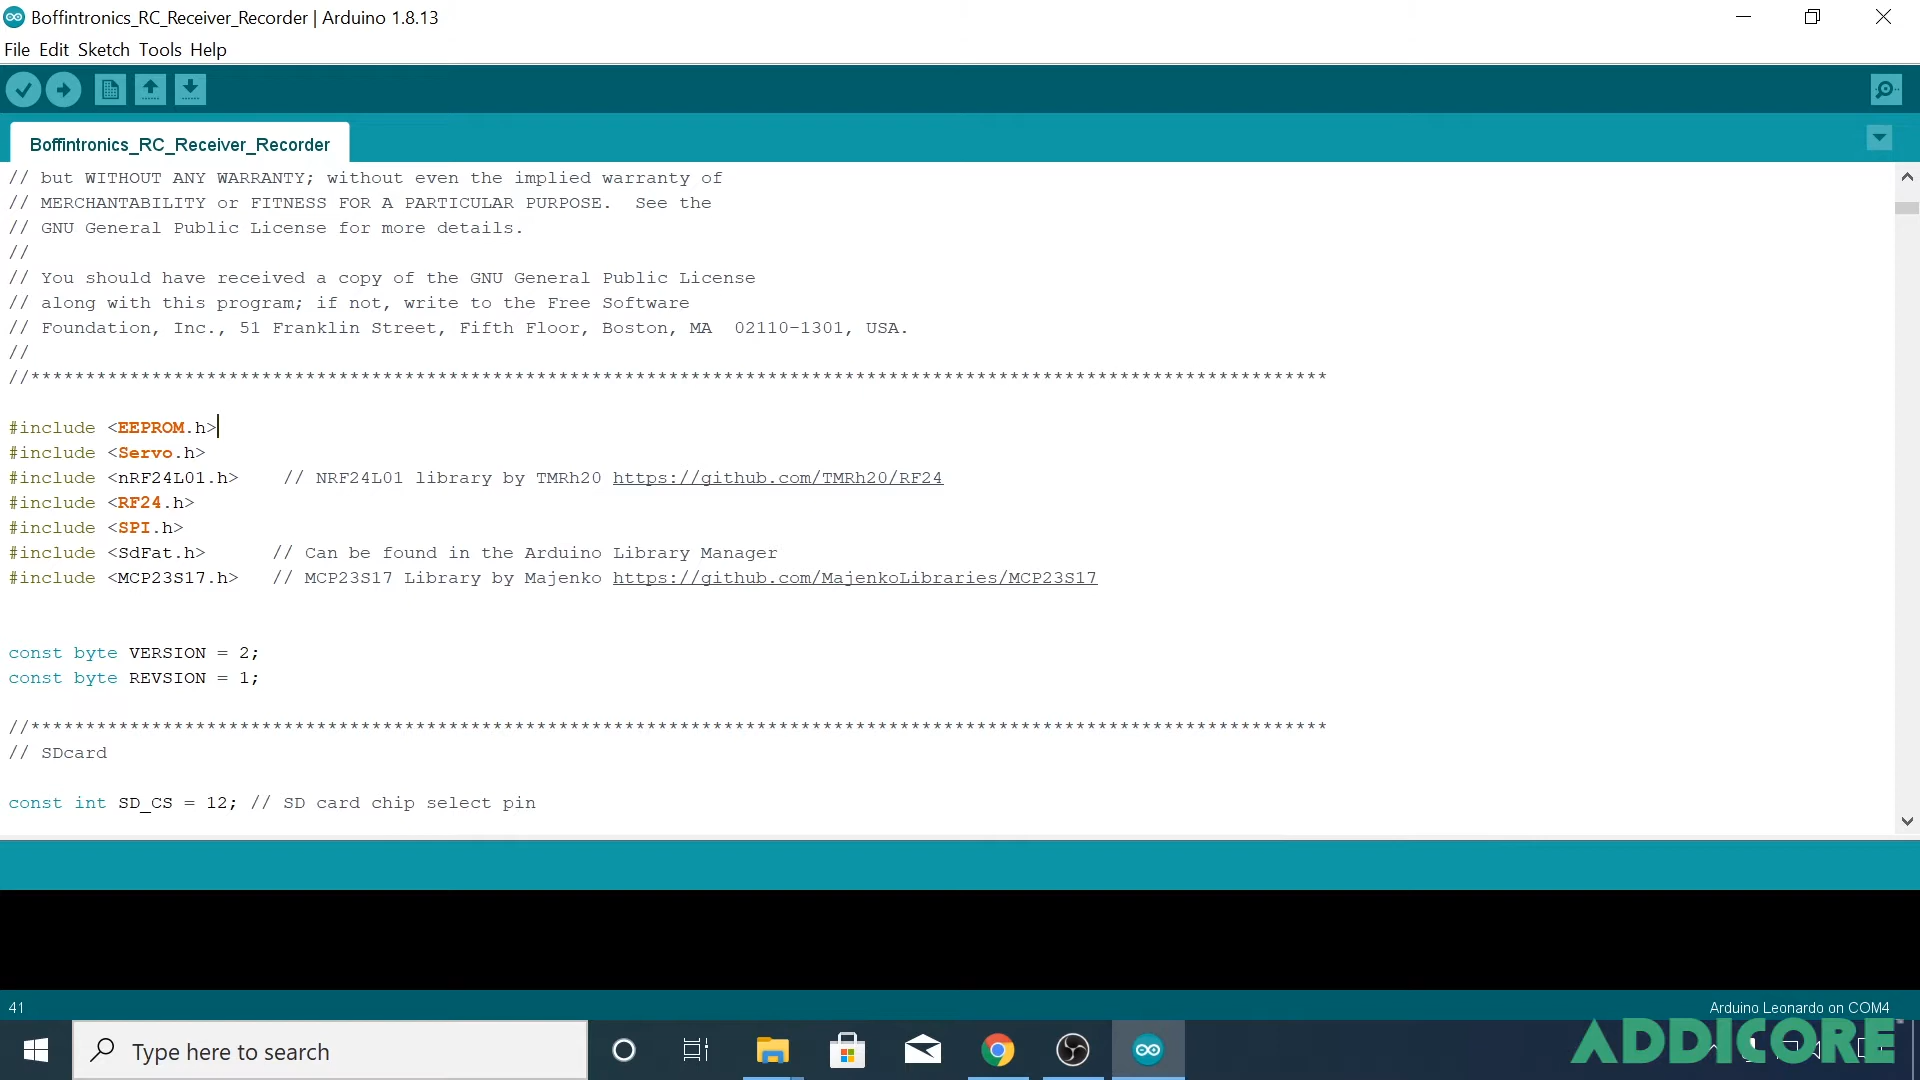 Boffintronics_RC_Receiver_Recorder | Arduino 1.8.13
File Edit Sketch Tools Help
Boffintronics_RC_Receiver_Recorder
// but WITHOUT ANY WARRANTY; without even the implied warranty of
// MERCHANTABILITY or FITNESS FOR A PARTICULAR PURPOSE.  See the
// GNU General Public License for more details.
//
// You should have received a copy of the GNU General Public License
// along with this program; if not, write to the Free Software
// Foundation, Inc., 51 Franklin Street, Fifth Floor, Boston, MA  02110-1301, USA.
//
//**********************************************************************************************************************
#include <EEPROM.h>
#include <Servo.h>
#include <nRF24L01.h>    // NRF24L01 library by TMRh20 https://github.com/TMRh20/RF24
#include <RF24.h>
#include <SPI.h>
#include <SdFat.h>      // Can be found in the Arduino Library Manager
#include <MCP23S17.h>   // MCP23S17 Library by Majenko https://github.com/MajenkoLibraries/MCP23S17
const byte VERSION = 2;
const byte REVSION = 1;
//**********************************************************************************************************************
// SDcard
const int SD_CS = 12; // SD card chip select pin
41
Arduino Leonardo on COM4
Type here to search
ADDICORE